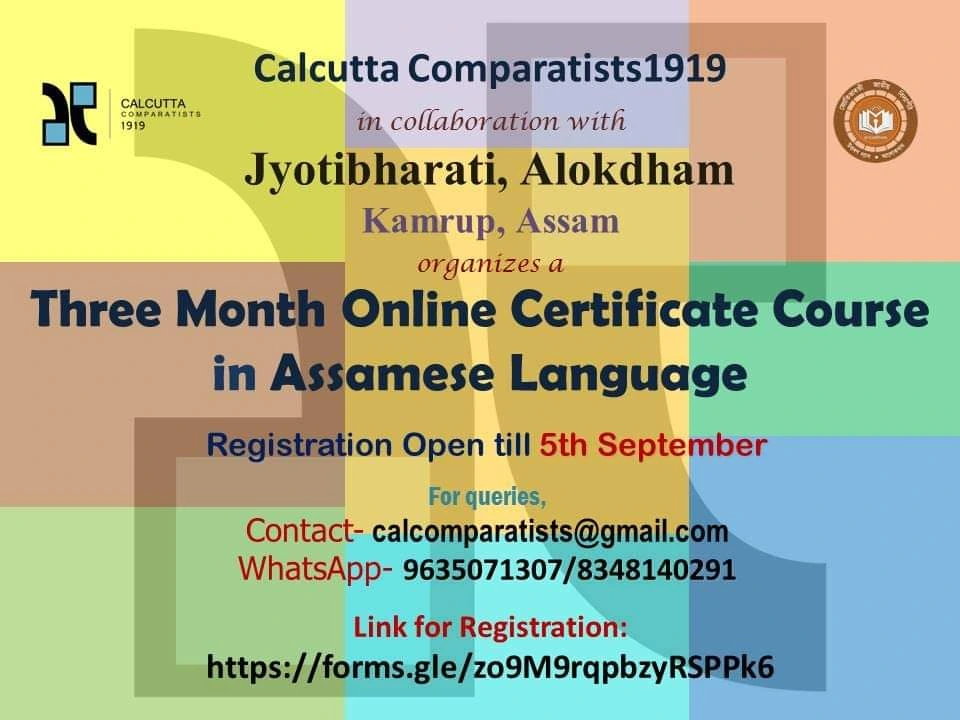 Calcutta Comparatists1919
CALCUTTA
COMPARATISTS
1919
in collaboration with
Jyotibharati, Alokdham
Kamrup, Assam
organizes a
Three Month Online Certificate Course
in Assamese Language
Registration Open till 5th September
For queries,
Contact- calcomparatists@gmail.com
WhatsApp- 9635071307/8348140291
Link for Registration:
https://forms.gle/zo9M9rqpbzyRSPPk6